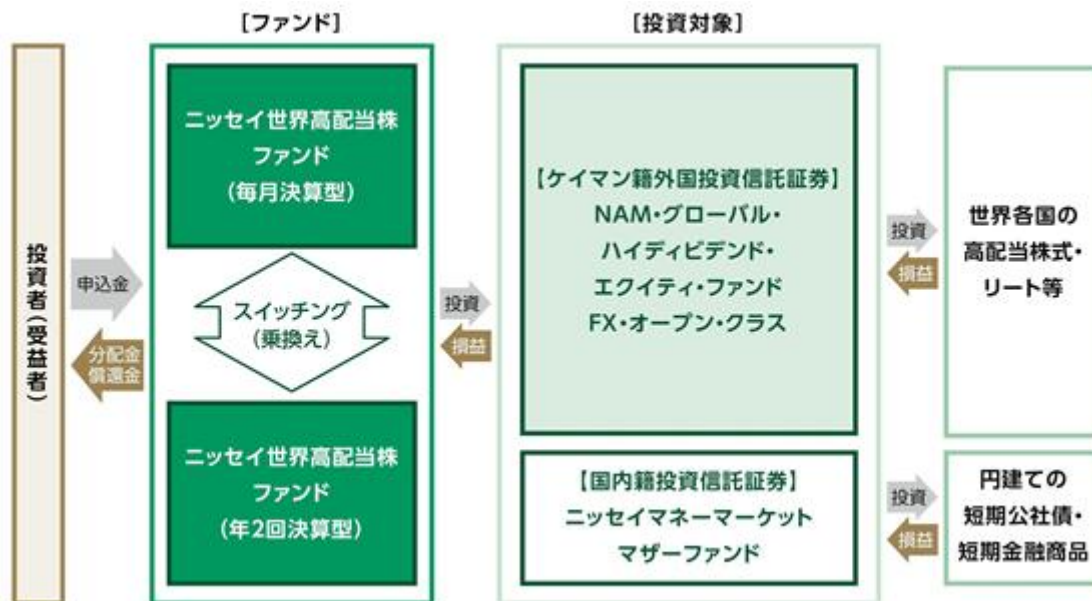 [ファンド]
[投資対象]
投資者(受益者)
申込金
分配金
償還金
ニッセイ世界高配当株
ファンド
(毎月決算型)
スイッチング
(乗換え)
ニッセイ世界高配当株
ファンド
(年2回決算型)
投資
損益
【ケイマン籍外国投資信託証券】
NAM・グローバル・
ハイディビデンド・
エクイティ・ファンド
FX・オープン・クラス
投資
損益
世界各国の
高配当株式・
リート等
【国内籍投資信託証券】
ニッセイマネーマーケット
マザーファンド
投資
損益
円建ての
短期公社債・
短期金融商品